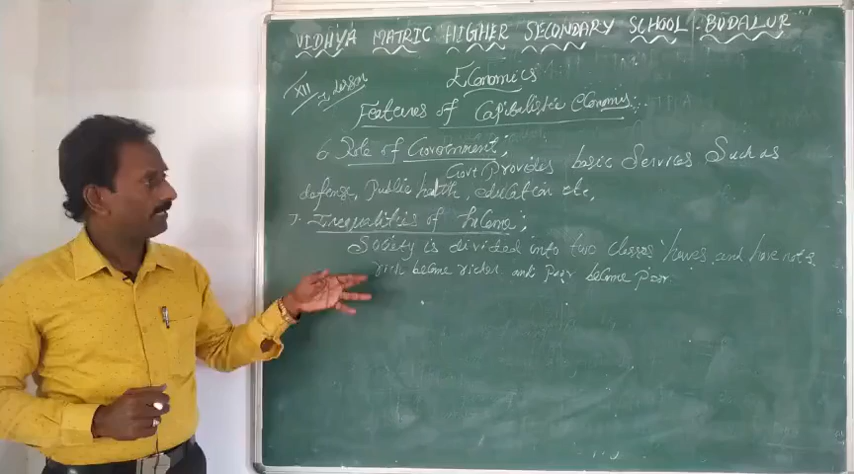 VIDHYA MATRIC HIGHER SECONDARY SCHOOL BUDALUR
XII I lesson
Economics
Features of Capitalistic Economy:
6. Role of Government;
Govt Provides basic Services Such as
defense, Public health, education etc,
7. Inequalities of Income;
Society is divided into two classes 'haves and have nots
rich become richer and Poor become Poor.